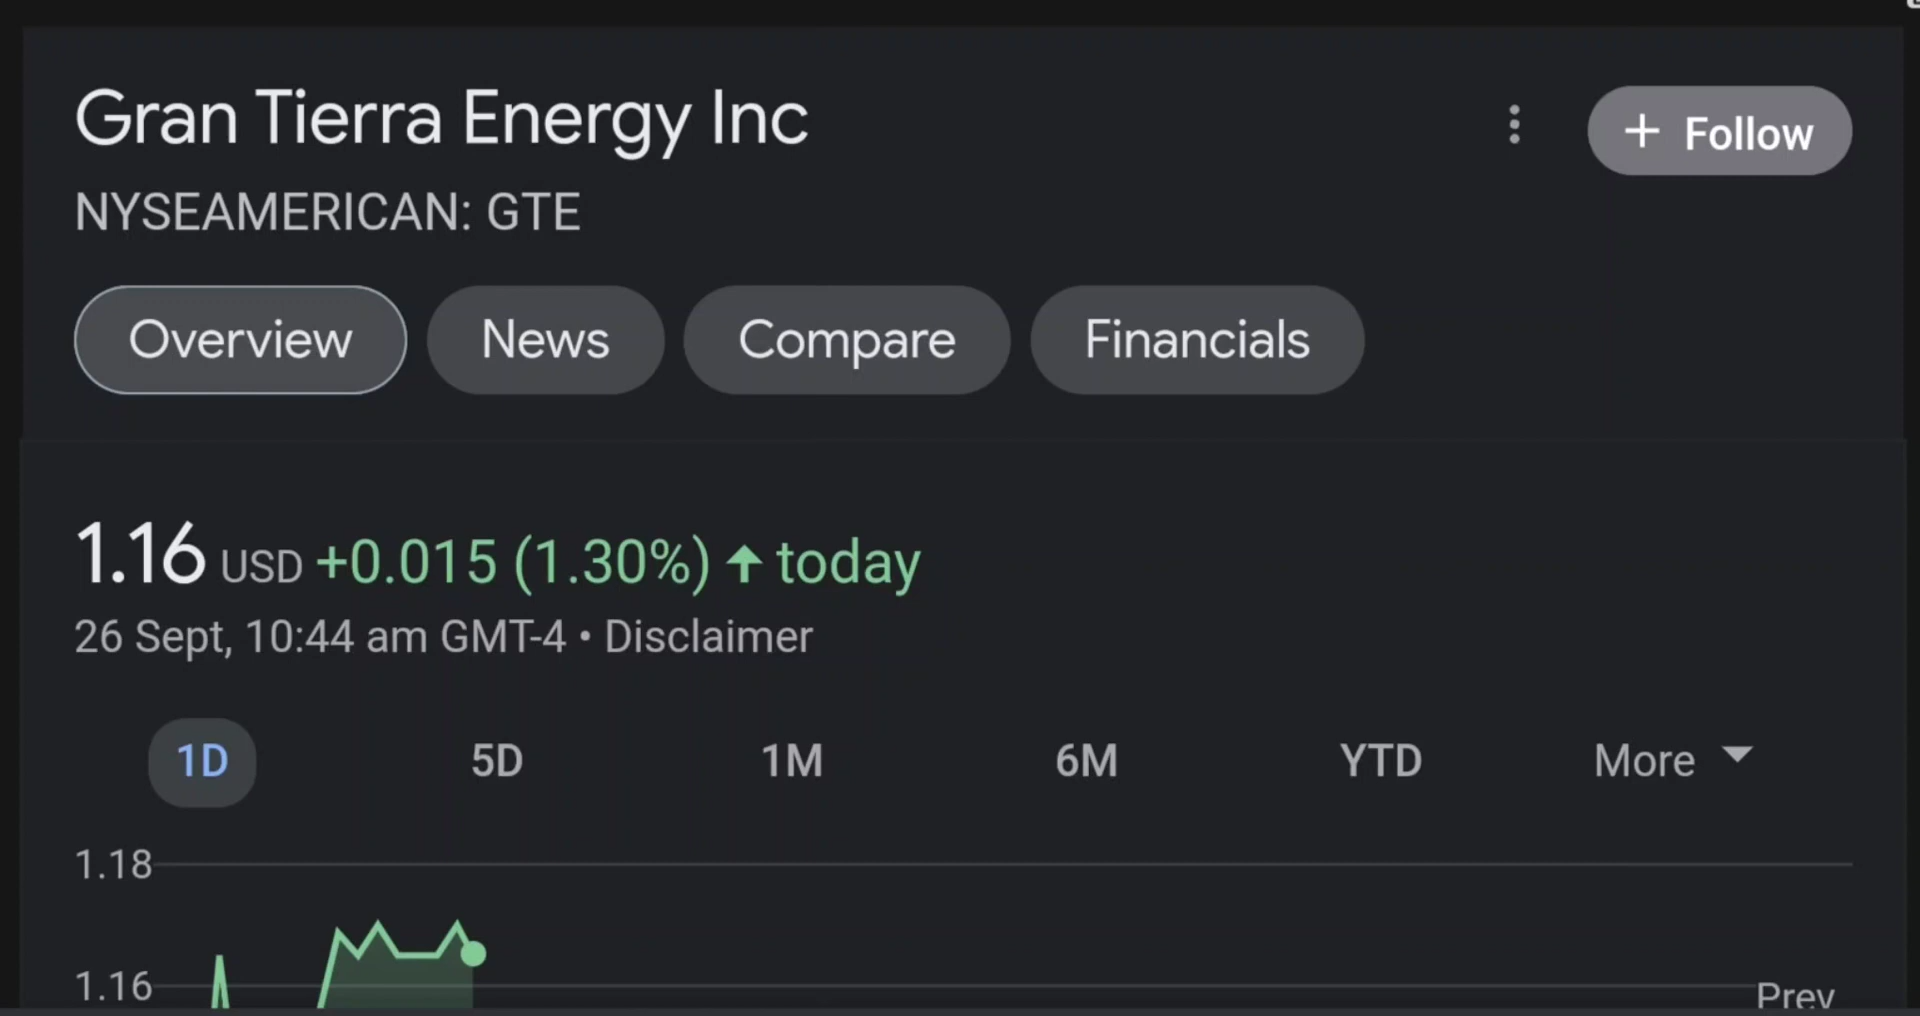 Gran Tierra Energy Inc
+ Follow
NYSEAMERICAN: GTE
Overview News Compare Financials
1.16 USD +0.015 (1.30%) ↑ today
26 Sept, 10:44 am GMT-4 • Disclaimer
1D 5D 1M 6M YTD More
1.18
1.16
Prev